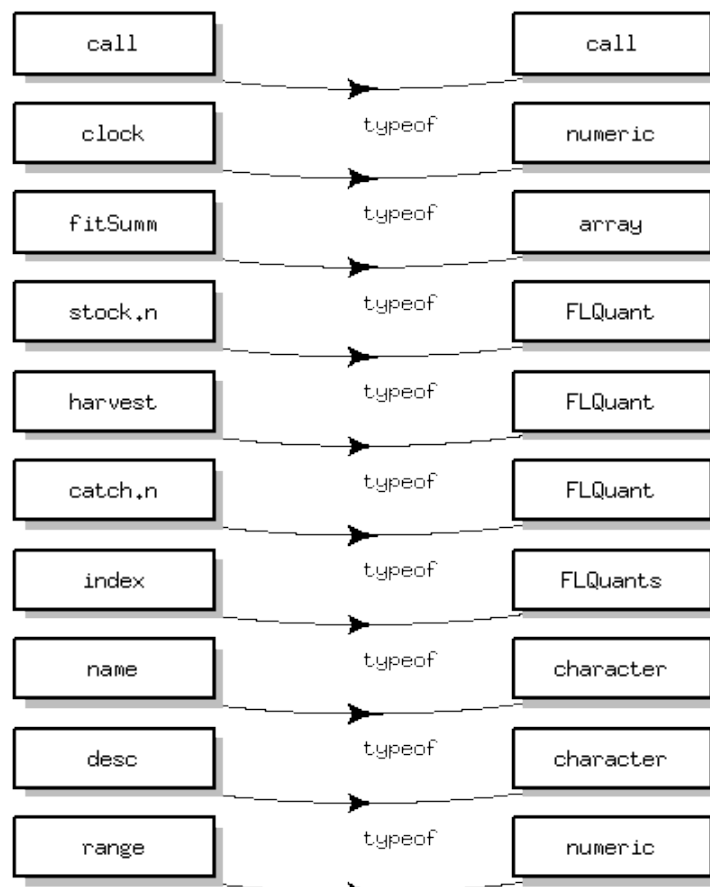 call call
typeof
clock numeric
typeof
fitSumm array
typeof
stock.n FLQuant
typeof
harvest FLQuant
typeof
catch.n FLQuant
typeof
index FLQuants
typeof
name character
typeof
desc character
typeof
range numeric